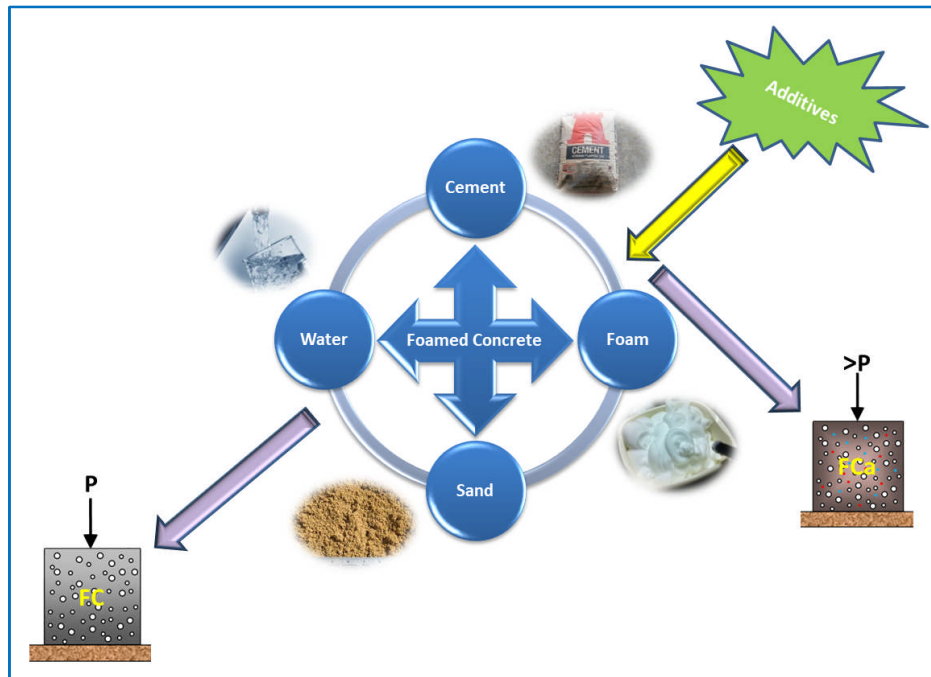 Additives
CEMENT
Cement
Water
Foamed Concrete
Foam
>P
FCa
Sand
P
FC